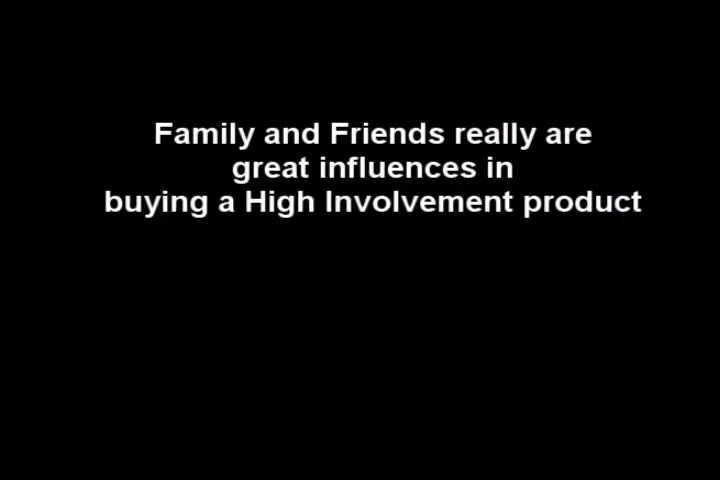 Family and Friends really are
great influences in
buying a High Involvement product